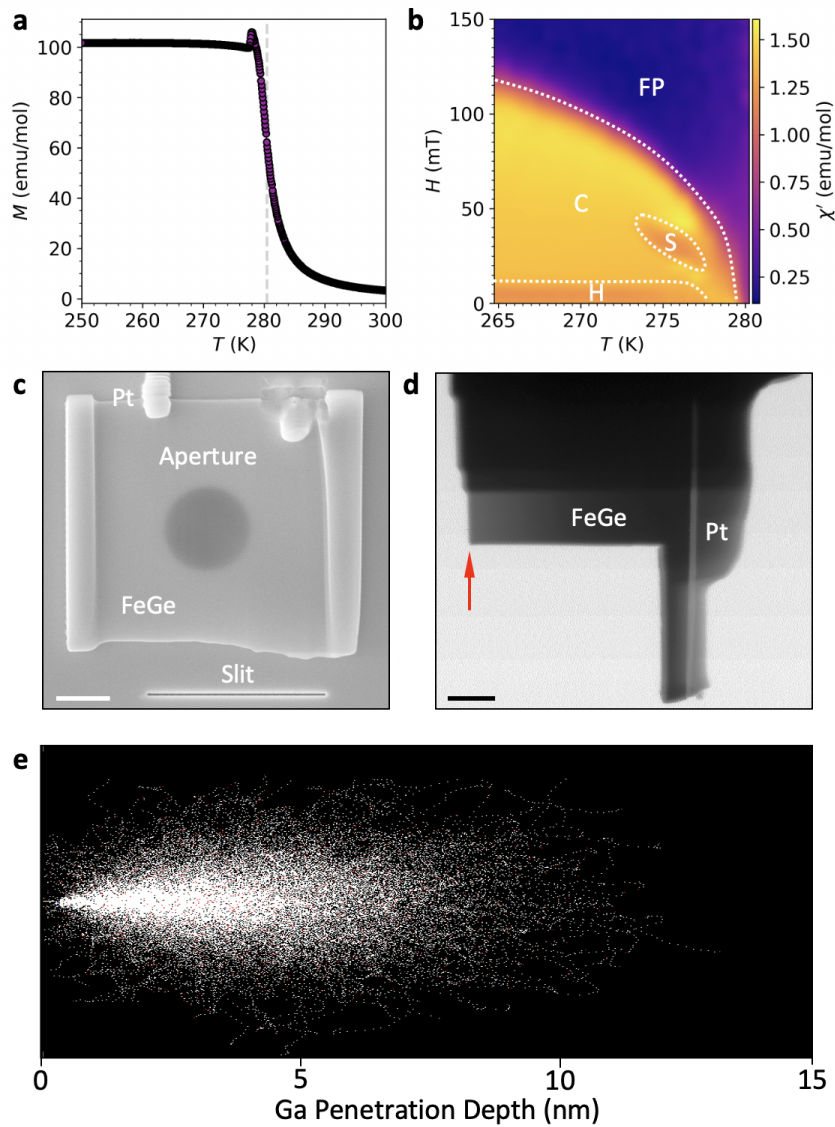 a
M (emu/mol)
100
80
60
40
20
0
250 260 270 280 290 300
T (K)
b
H (mT)
150
100
50
0
FP
C
S
H
265 270 275 280
T (K)
1.50
1.25
1.00
0.75
0.50
0.25
χ′ (emu/mol)
c
Pt
Aperture
FeGe
Slit
d
FeGe
Pt
e
0 5 10 15
Ga Penetration Depth (nm)